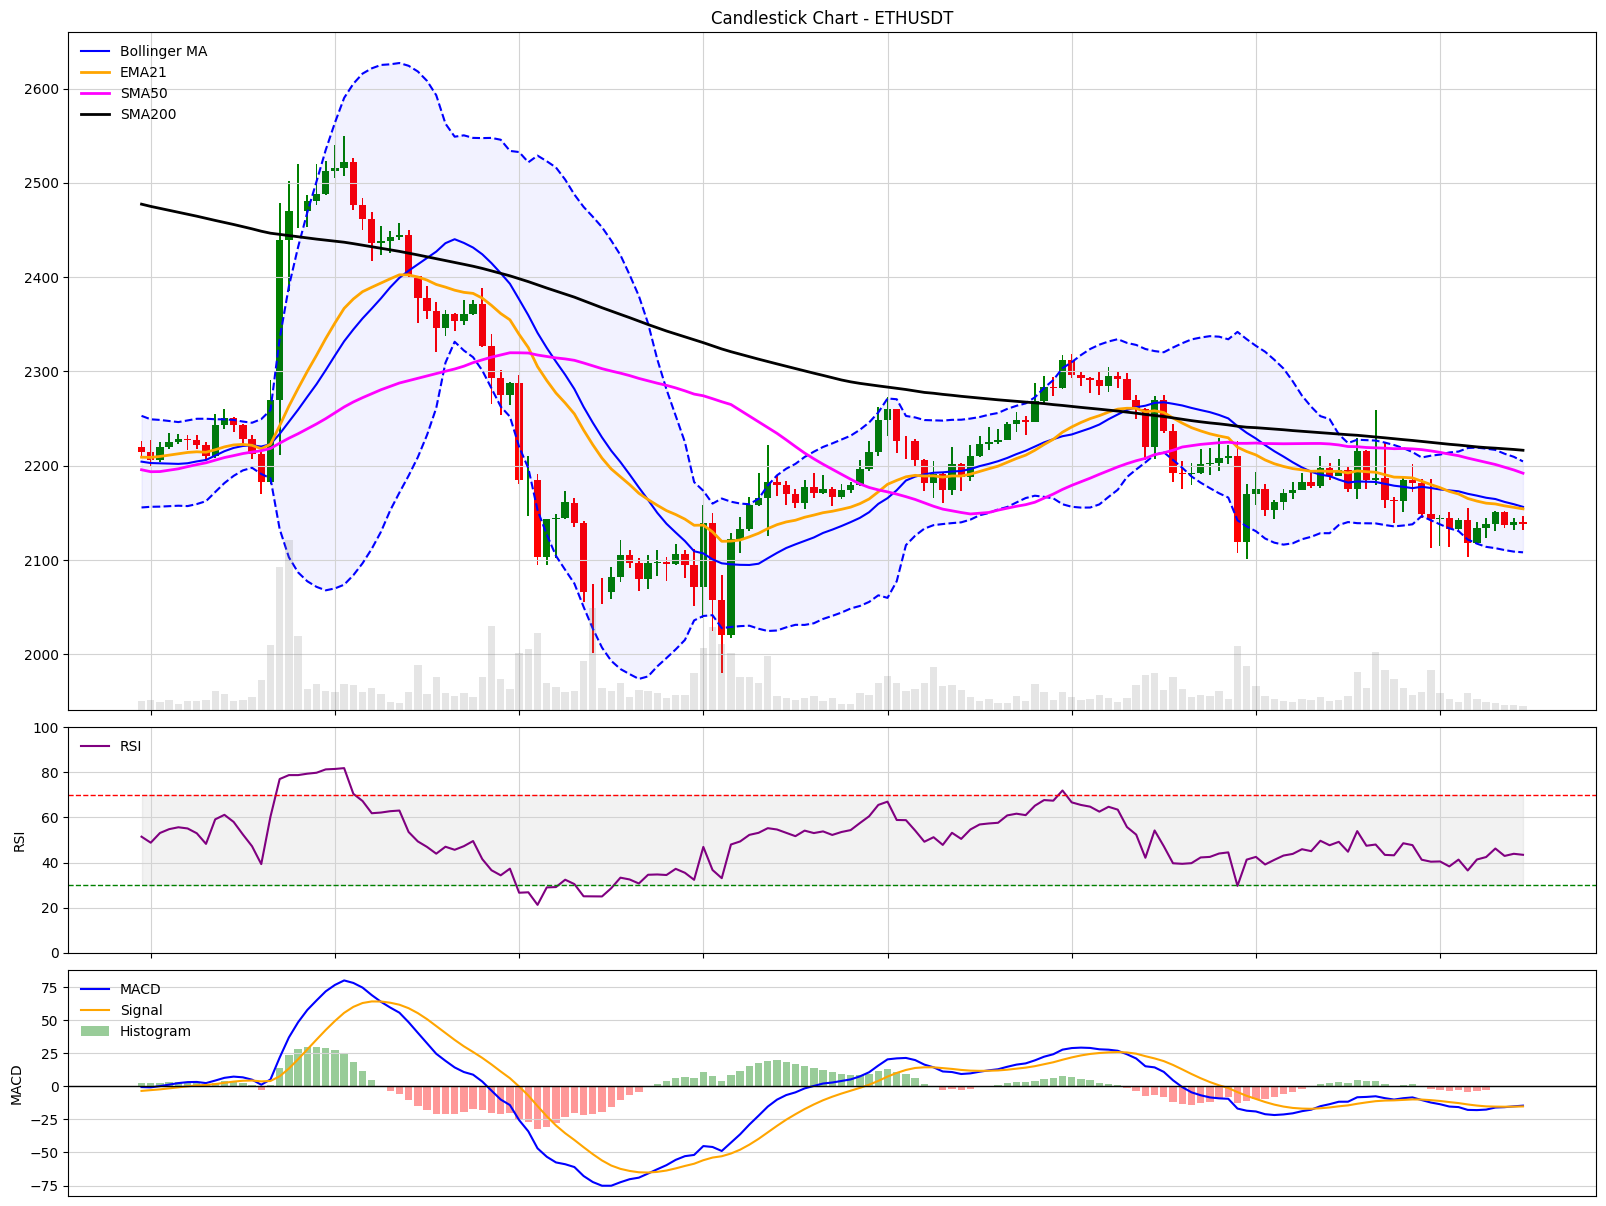 Candlestick Chart - ETHUSDT
Bollinger MA
EMA21
SMA50
SMA200
2600
2500
2400
2300
2200
2100
2000
RSI
100
80
60
40
20
0
RSI
MACD
Signal
Histogram
75
50
25
0
−25
−50
−75
MACD